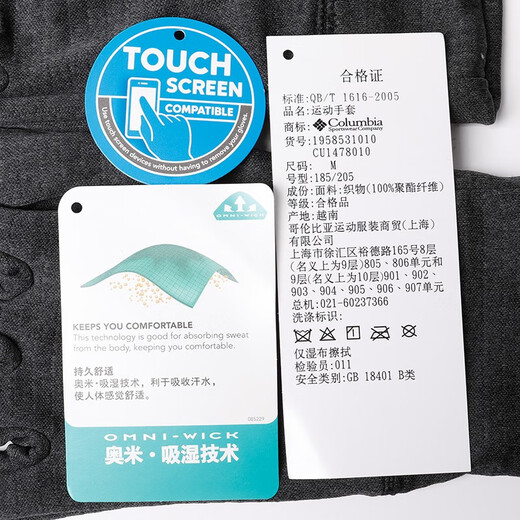 TOUCH
SCREEN
COMPATIBLE
Use touch screen devices without having to remove your gloves.
OMNI-WICK
KEEPS YOU COMFORTABLE
This technology is good for absorbing sweat
from the body, keeping you comfortable.
持久舒适
奥米·吸湿技术，利于吸收汗水，
使人体感觉舒适。
OMNI-WICK
奥米·吸湿技术
合格证
标准:QB/T 1616-2005
品名:运动手套
商标: Columbia
Sportswear Company
货号:1958531010
CU1478010
尺码: M
号型:185/205
成份:面料:织物(100%聚酯纤维)
等级:合格品
产地:越南
哥伦比亚运动服装商贸(上海)
有限公司
上海市徐汇区裕德路165号8层
(名义上为9层)805、806单元和
9层(名义上为10层)901、902、
903、904、905、906、907单元
总机:021-60237366
洗涤标识:
仅湿布擦拭
检验员:011
安全类别:GB 18401 B类